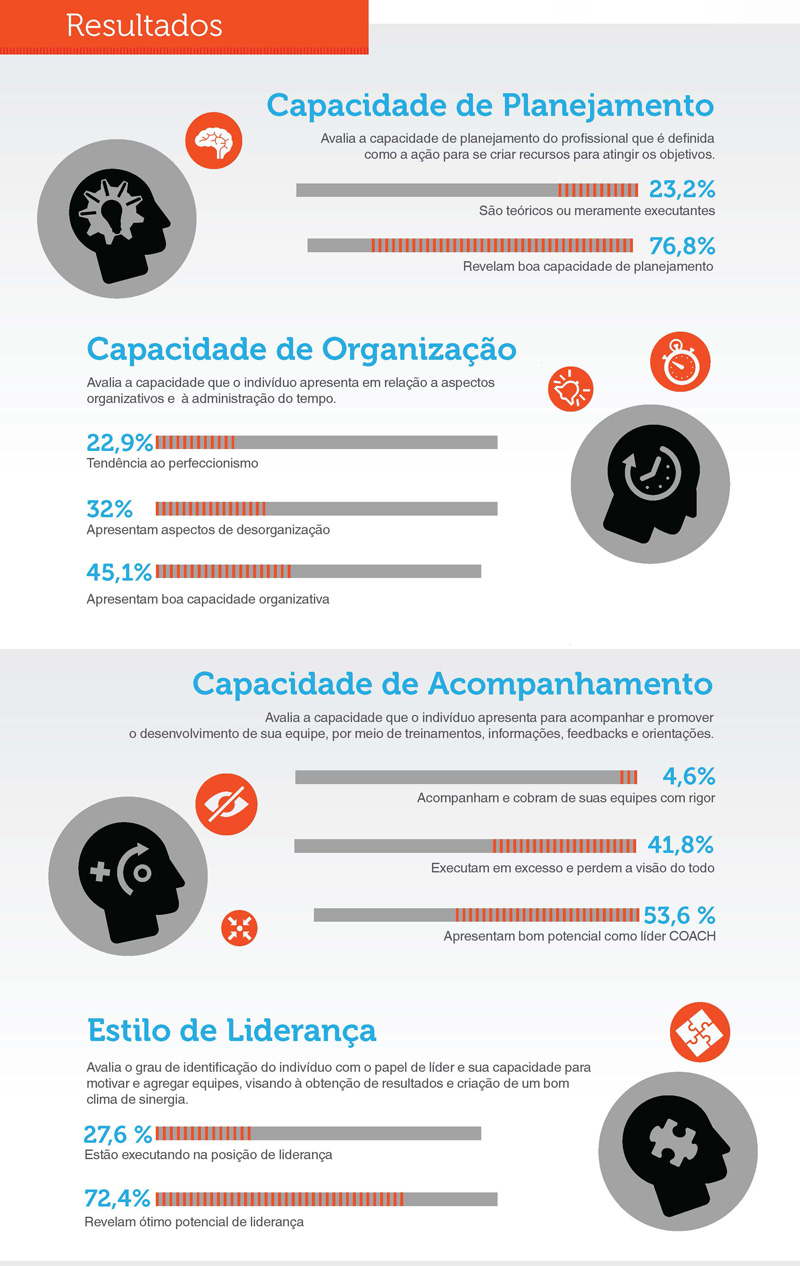 Resultados
Capacidade de Planejamento
Avalia a capacidade de planejamento do profissional que é definida
como a ação para se criar recursos para atingir os objetivos.
23,2%
São teóricos ou meramente executantes
76,8%
Revelam boa capacidade de planejamento
Capacidade de Organização
Avalia a capacidade que o indivíduo apresenta em relação a aspectos
organizativos e à administração do tempo.
22,9%
Tendência ao perfeccionismo
32%
Apresentam aspectos de desorganização
45,1%
Apresentam boa capacidade organizativa
Capacidade de Acompanhamento
Avalia a capacidade que o indivíduo apresenta para acompanhar e promover
o desenvolvimento de sua equipe, por meio de treinamentos, informações, feedbacks e orientações.
4,6%
Acompanham e cobram de suas equipes com rigor
41,8%
Executam em excesso e perdem a visão do todo
53,6 %
Apresentam bom potencial como líder COACH
Estilo de Liderança
Avalia o grau de identificação do indivíduo com o papel de líder e sua capacidade para
motivar e agregar equipes, visando à obtenção de resultados e criação de um bom
clima de sinergia.
27,6 %
Estão executando na posição de liderança
72,4%
Revelam ótimo potencial de liderança